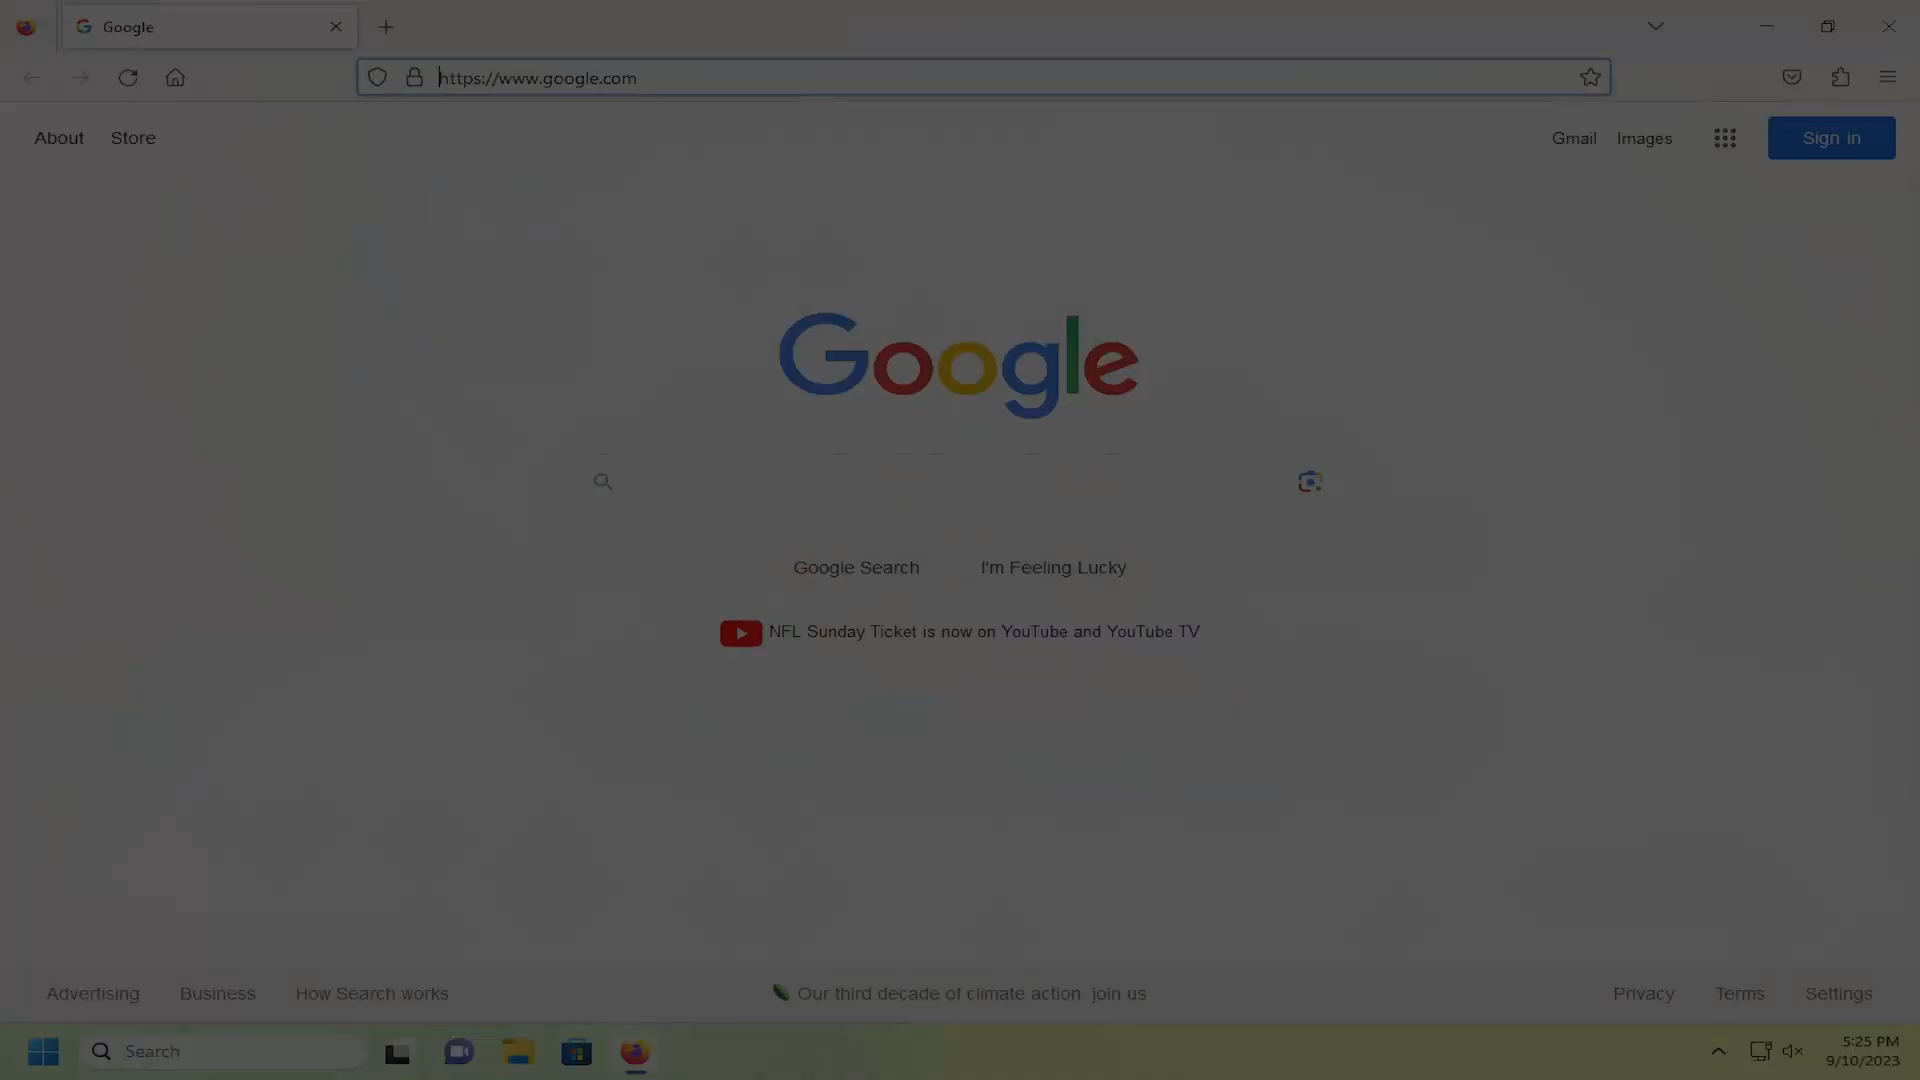 Google
https://www.google.com
About Store
Gmail Images Sign in
Google
Google Search I'm Feeling Lucky
NFL Sunday Ticket is now on YouTube and YouTube TV
Advertising Business How Search works
Our third decade of climate action join us
Privacy Terms Settings
Search
5:25 PM
9/10/2023